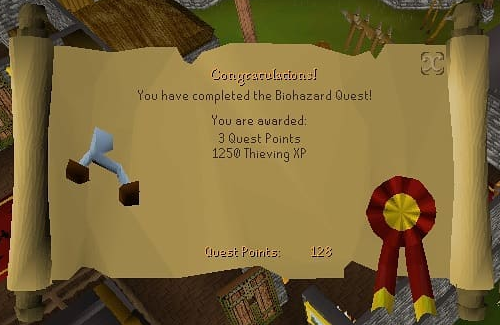 Congratulations!
You have completed the Biohazard Quest!
You are awarded:
3 Quest Points
1250 Thieving XP
Quest Points: 128